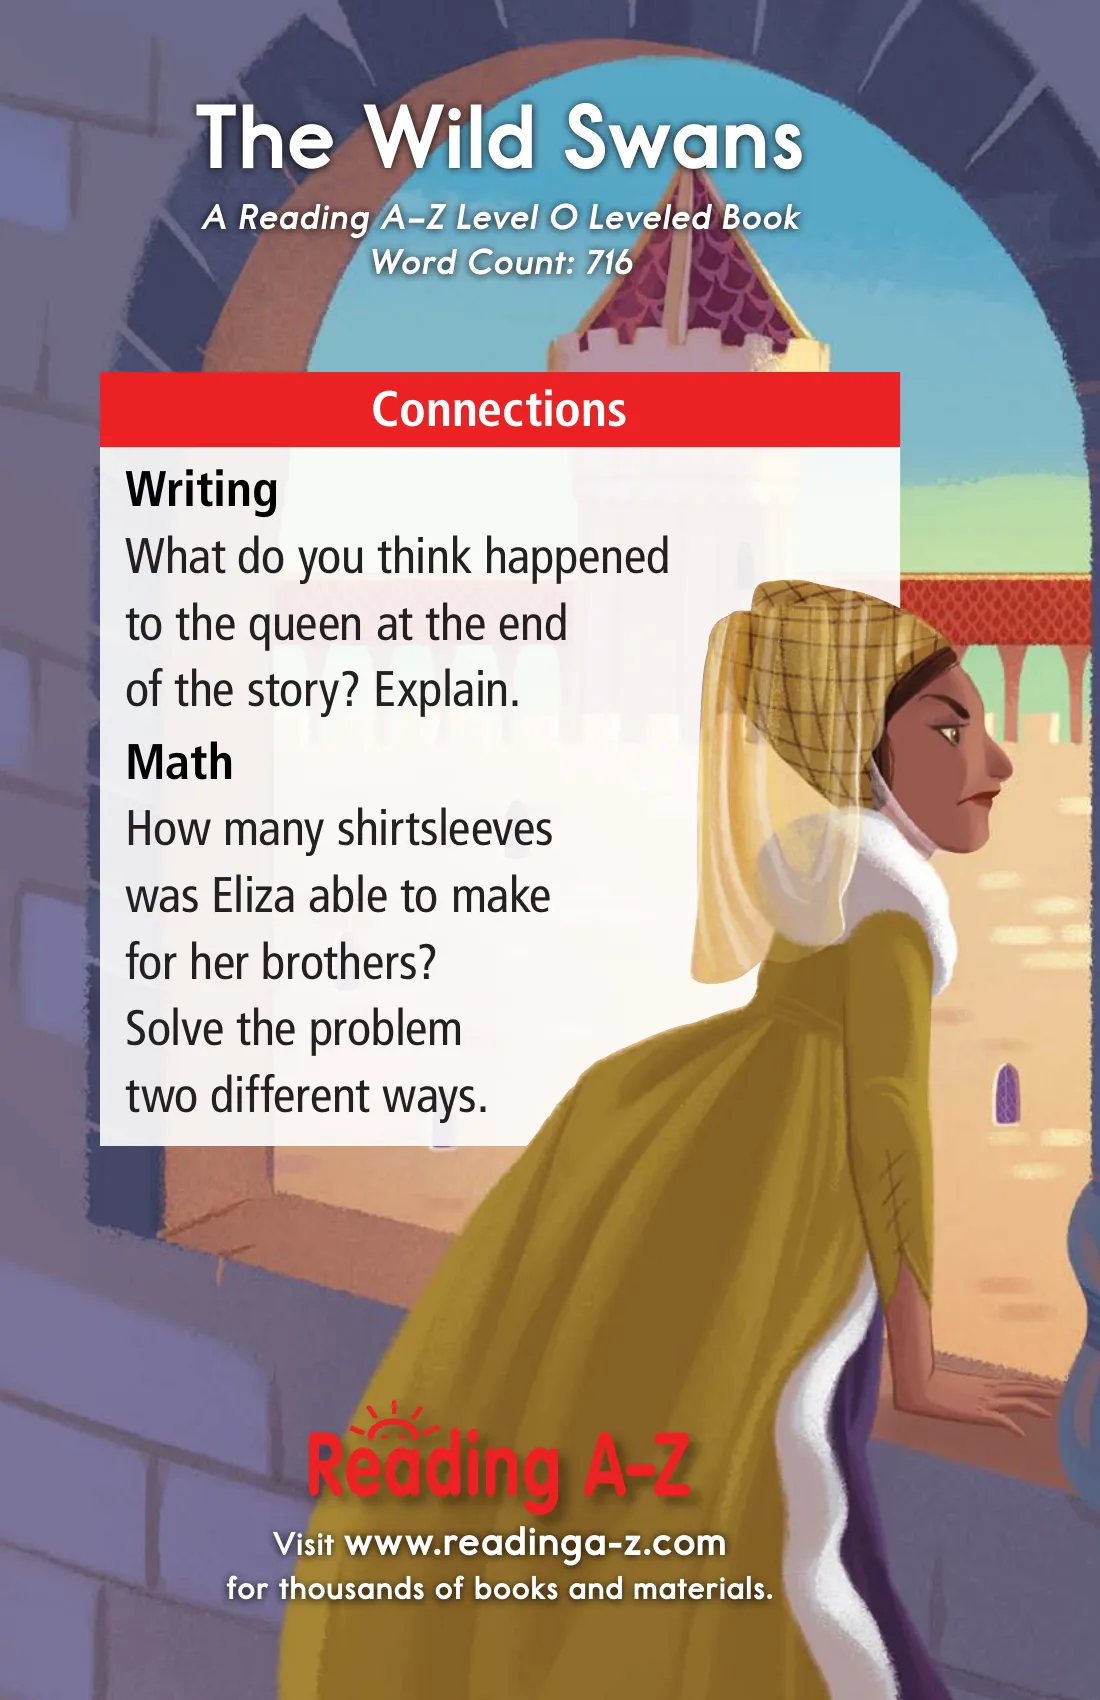 The Wild Swans
A Reading A–Z Level O Leveled Book
Word Count: 716
Connections
Writing
What do you think happened
to the queen at the end
of the story? Explain.
Math
How many shirtsleeves
was Eliza able to make
for her brothers?
Solve the problem
two different ways.
Reading A–Z
Visit www.readinga-z.com
for thousands of books and materials.